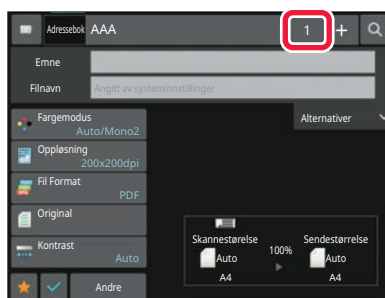 Adressebok AAA 1 +
Emne
Filnavn Angitt av systeminnstillinger
Fargemodus
Auto/Mono2
Alternativer
Oppløsning
200x200dpi
Fil Format
PDF
Original
Kontrast
Auto
Skannestørelse
100%
Sendestørrelse
Auto
Auto
A4
A4
Andre